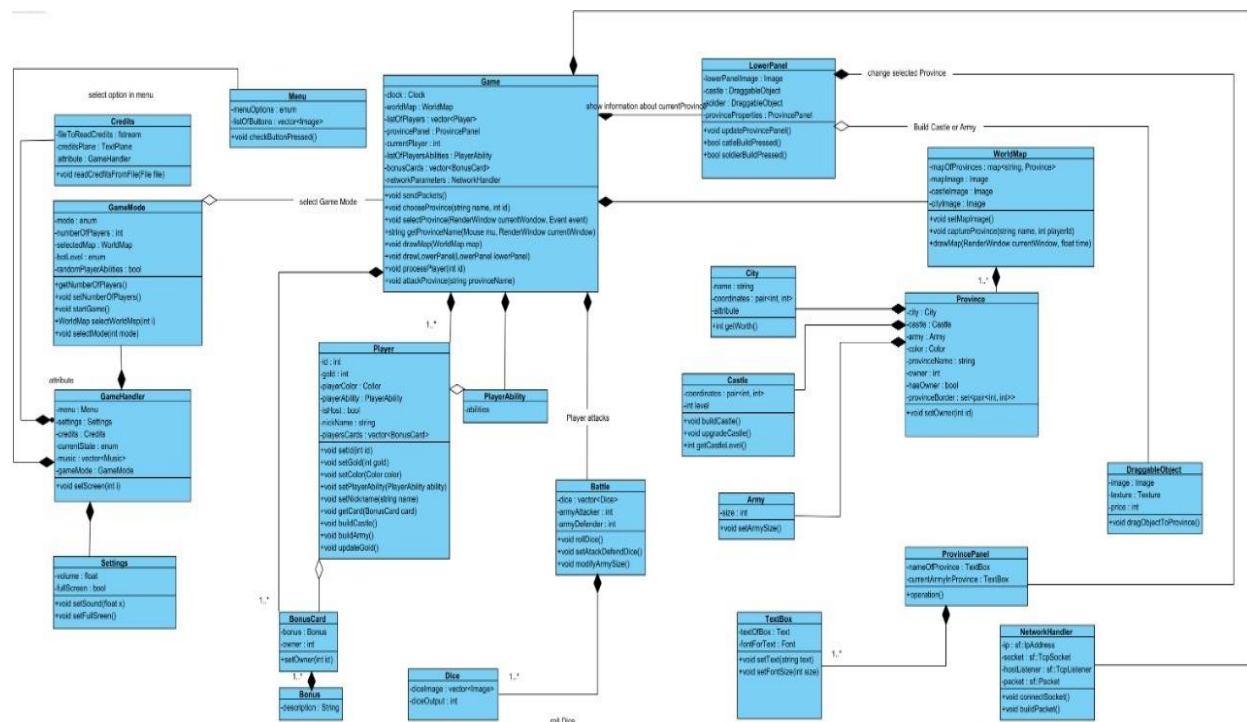 select option in menu
Menu
-menuOptions : enum
-listOfButtons : vector<Image>
+void checkButtonPressed()
Credits
-fileToReadCredits : fstream
-creditsPlane : TextPlane
attribute : GameHandler
+void readCreditsFromFile(File file)
GameMode
-mode : enum
-numberOfPlayers : int
-selectedMap : WorldMap
-botLevel : enum
-randomPlayerAbilities : bool
+getNumberOfPlayers()
+void setNumberOfPlayers()
+void startGame()
+WorldMap selectWorldMap(int i)
+void selectMode(int mode)
select Game Mode
attribute
GameHandler
-menu : Menu
-settings : Settings
-credits : Credits
-currentState : enum
-music : vector<Music>
-gameMode : GameMode
+void setScreen(int i)
Settings
-volume : float
-fullScreen : bool
+void setSound(float x)
+void setFullSreen()
Game
-clock : Clock
-worldMap : WorldMap
-listOfPlayers : vector<Player>
-provincePanel : ProvincePanel
-currentPlayer : int
-listOfPlayersAbilities : PlayerAbility
-bonusCards : vector<BonusCard>
-networkParameters : NetworkHandler
+void sendPackets()
+void chooseProvince(string name, int id)
+void selectProvince(RenderWindow currentWondow, Event event)
+string getProvinceName(Mouse mu, RenderWindow currentWindow)
+void drawMap(WorldMap map)
+void drawLowerPanel(LowerPanel lowerPanel)
+void processPlayer(int id)
+void attackProvince(string provinceName)
show information about currentProvince
LowerPanel
-lowerPanelImage : Image
-castle : DraggableObject
-soldier : DraggableObject
-provinceProperties : ProvincePanel
+void updateProvincePanel()
+bool catleBuildPressed()
+bool soldierBuildPressed()
change selected Province
Build Castle or Army
WorldMap
-mapOfProvinces : map<string, Province>
-mapImage : Image
-castleImage : Image
-cityImage : Image
+void setMapImage()
+void captureProvince(string name, int playerId)
+drawMap(RenderWindow currentWindow, float time)
1..*
City
-name : string
-coordinates : pair<int, int>
-attribute
+int getWorth()
Province
-city : City
-castle : Castle
-army : Army
-color : Color
-provinceName : string
-owner : int
-hasOwner : bool
-provinceBorder : set<pair<int, int>>
+void setOwner(int id)
Castle
-coordinates : pair<int, int>
-int level
+void buildCastle()
+void upgradeCastle()
+int getCastleLevel()
1..*
Player
-id : int
-gold : int
-playerColor : Color
-playerAbility : PlayerAbility
-isHost : bool
-nickName : string
-playersCards : vector<BonusCard>
+void setId(int id)
+void setGold(int gold)
+void setColor(Color color)
+void setPlayerAbility(PlayerAbility ability)
+void setNickname(string name)
+void getCard(BonusCard card)
+void buildCastle()
+void buildArmy()
+void updateGold()
PlayerAbility
-abilities
Player attacks
Battle
-dice : vector<Dice>
-armyAttacker : int
-armyDefender : int
+void rollDice()
+void setAtackDefendDice()
+void modifyArmySize()
Army
-size : int
+void setArmySize()
DraggableObject
-image : Image
-texture : Texture
-price : int
+void dragObjectToProvince()
ProvincePanel
-nameOfProvince : TextBox
-currentArmyInProvince : TextBox
+operation()
1..*
BonusCard
-bonus : Bonus
-owner : int
+setOwner(int id)
1..*
Bonus
-description : String
Dice
-diceImage : vector<Image>
-diceOutput : int
1..*
roll Dice
TextBox
-textOfBox : Text
-fontForText : Font
+void setText(string text)
+void setFontSize(int size)
1..*
NetworkHandler
-ip : sf::IpAddress
-socket : sf::TcpSocket
-hostListener : sf::TcpListener
-packet : sf::Packet
+void connectSocket()
+void buildPacket()